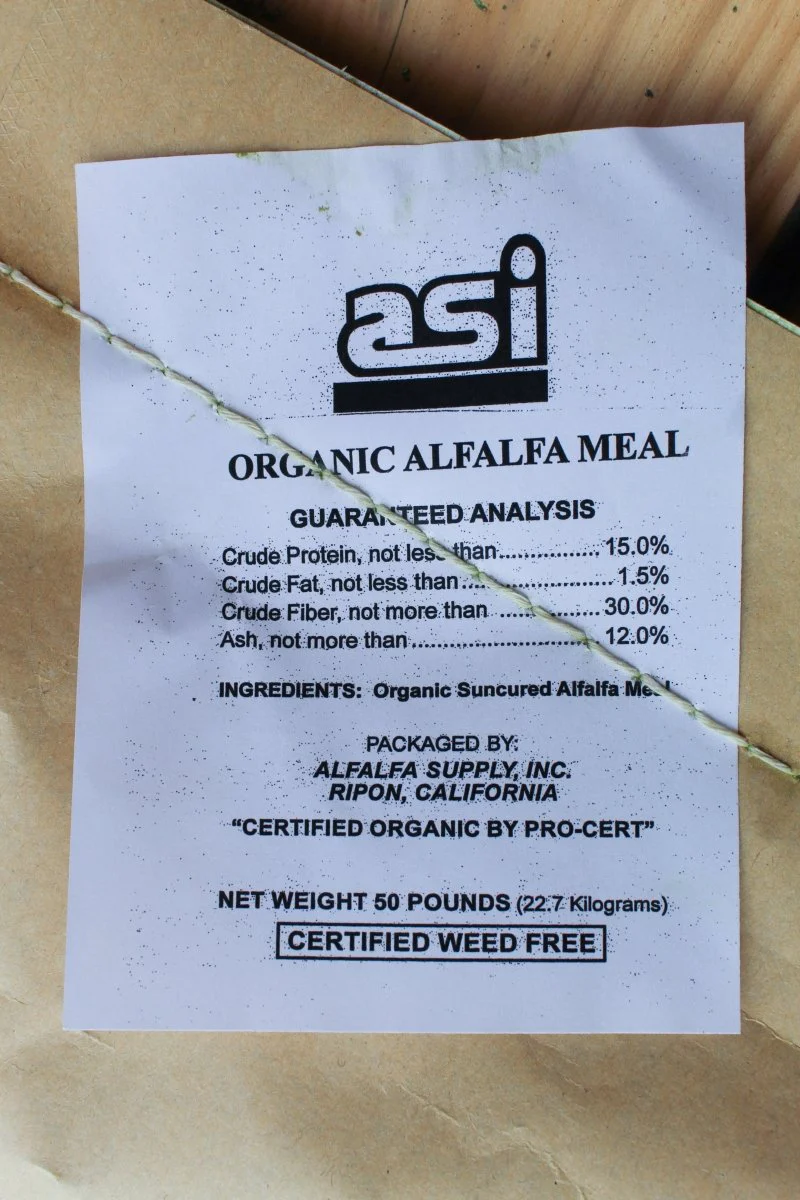 asi
ORGANIC ALFALFA MEAL
GUARANTEED ANALYSIS
Crude Protein, not less than................15.0%
Crude Fat, not less than........................1.5%
Crude Fiber, not more than ..................30.0%
Ash, not more than................................12.0%
INGREDIENTS: Organic Suncured Alfalfa Meal
PACKAGED BY:
ALFALFA SUPPLY, INC.
RIPON, CALIFORNIA
“CERTIFIED ORGANIC BY PRO-CERT”
NET WEIGHT 50 POUNDS (22.7 Kilograms)
CERTIFIED WEED FREE